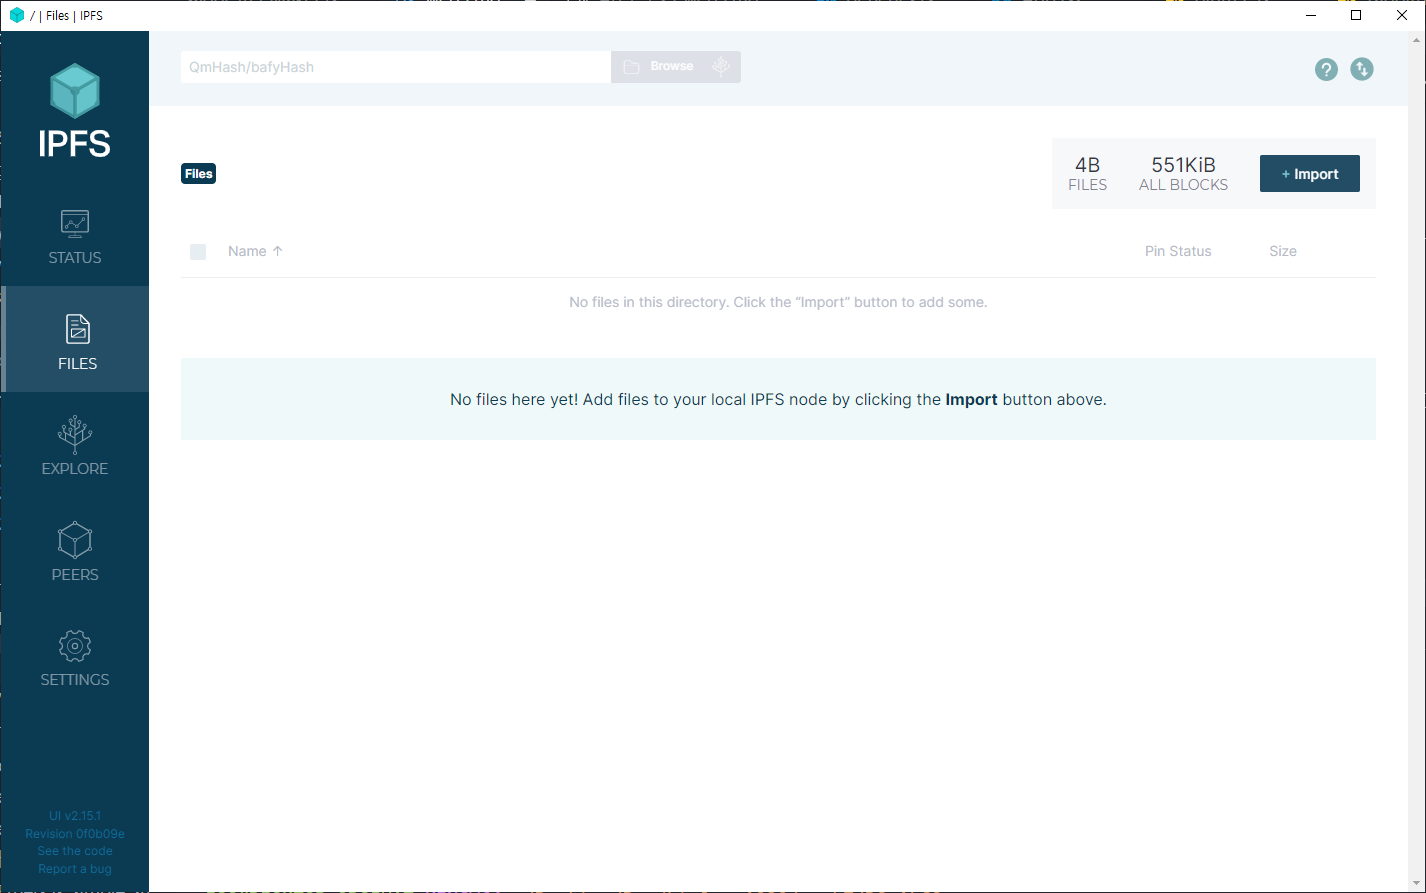 / | Files | IPFS
IPFS
STATUS
FILES
EXPLORE
PEERS
SETTINGS
UI v2.15.1
Revision 0f0b09e
See the code
Report a bug
QmHash/bafyHash
Browse
?
Files
4B
FILES
551KiB
ALL BLOCKS
+ Import
Name ↑
Pin Status
Size
No files in this directory. Click the “Import” button to add some.
No files here yet! Add files to your local IPFS node by clicking the Import button above.